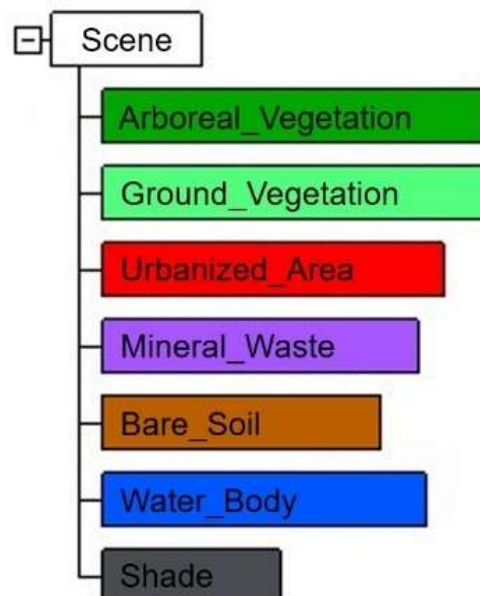 Scene
Arboreal_Vegetation
Ground_Vegetation
Urbanized_Area
Mineral_Waste
Bare_Soil
Water_Body
Shade